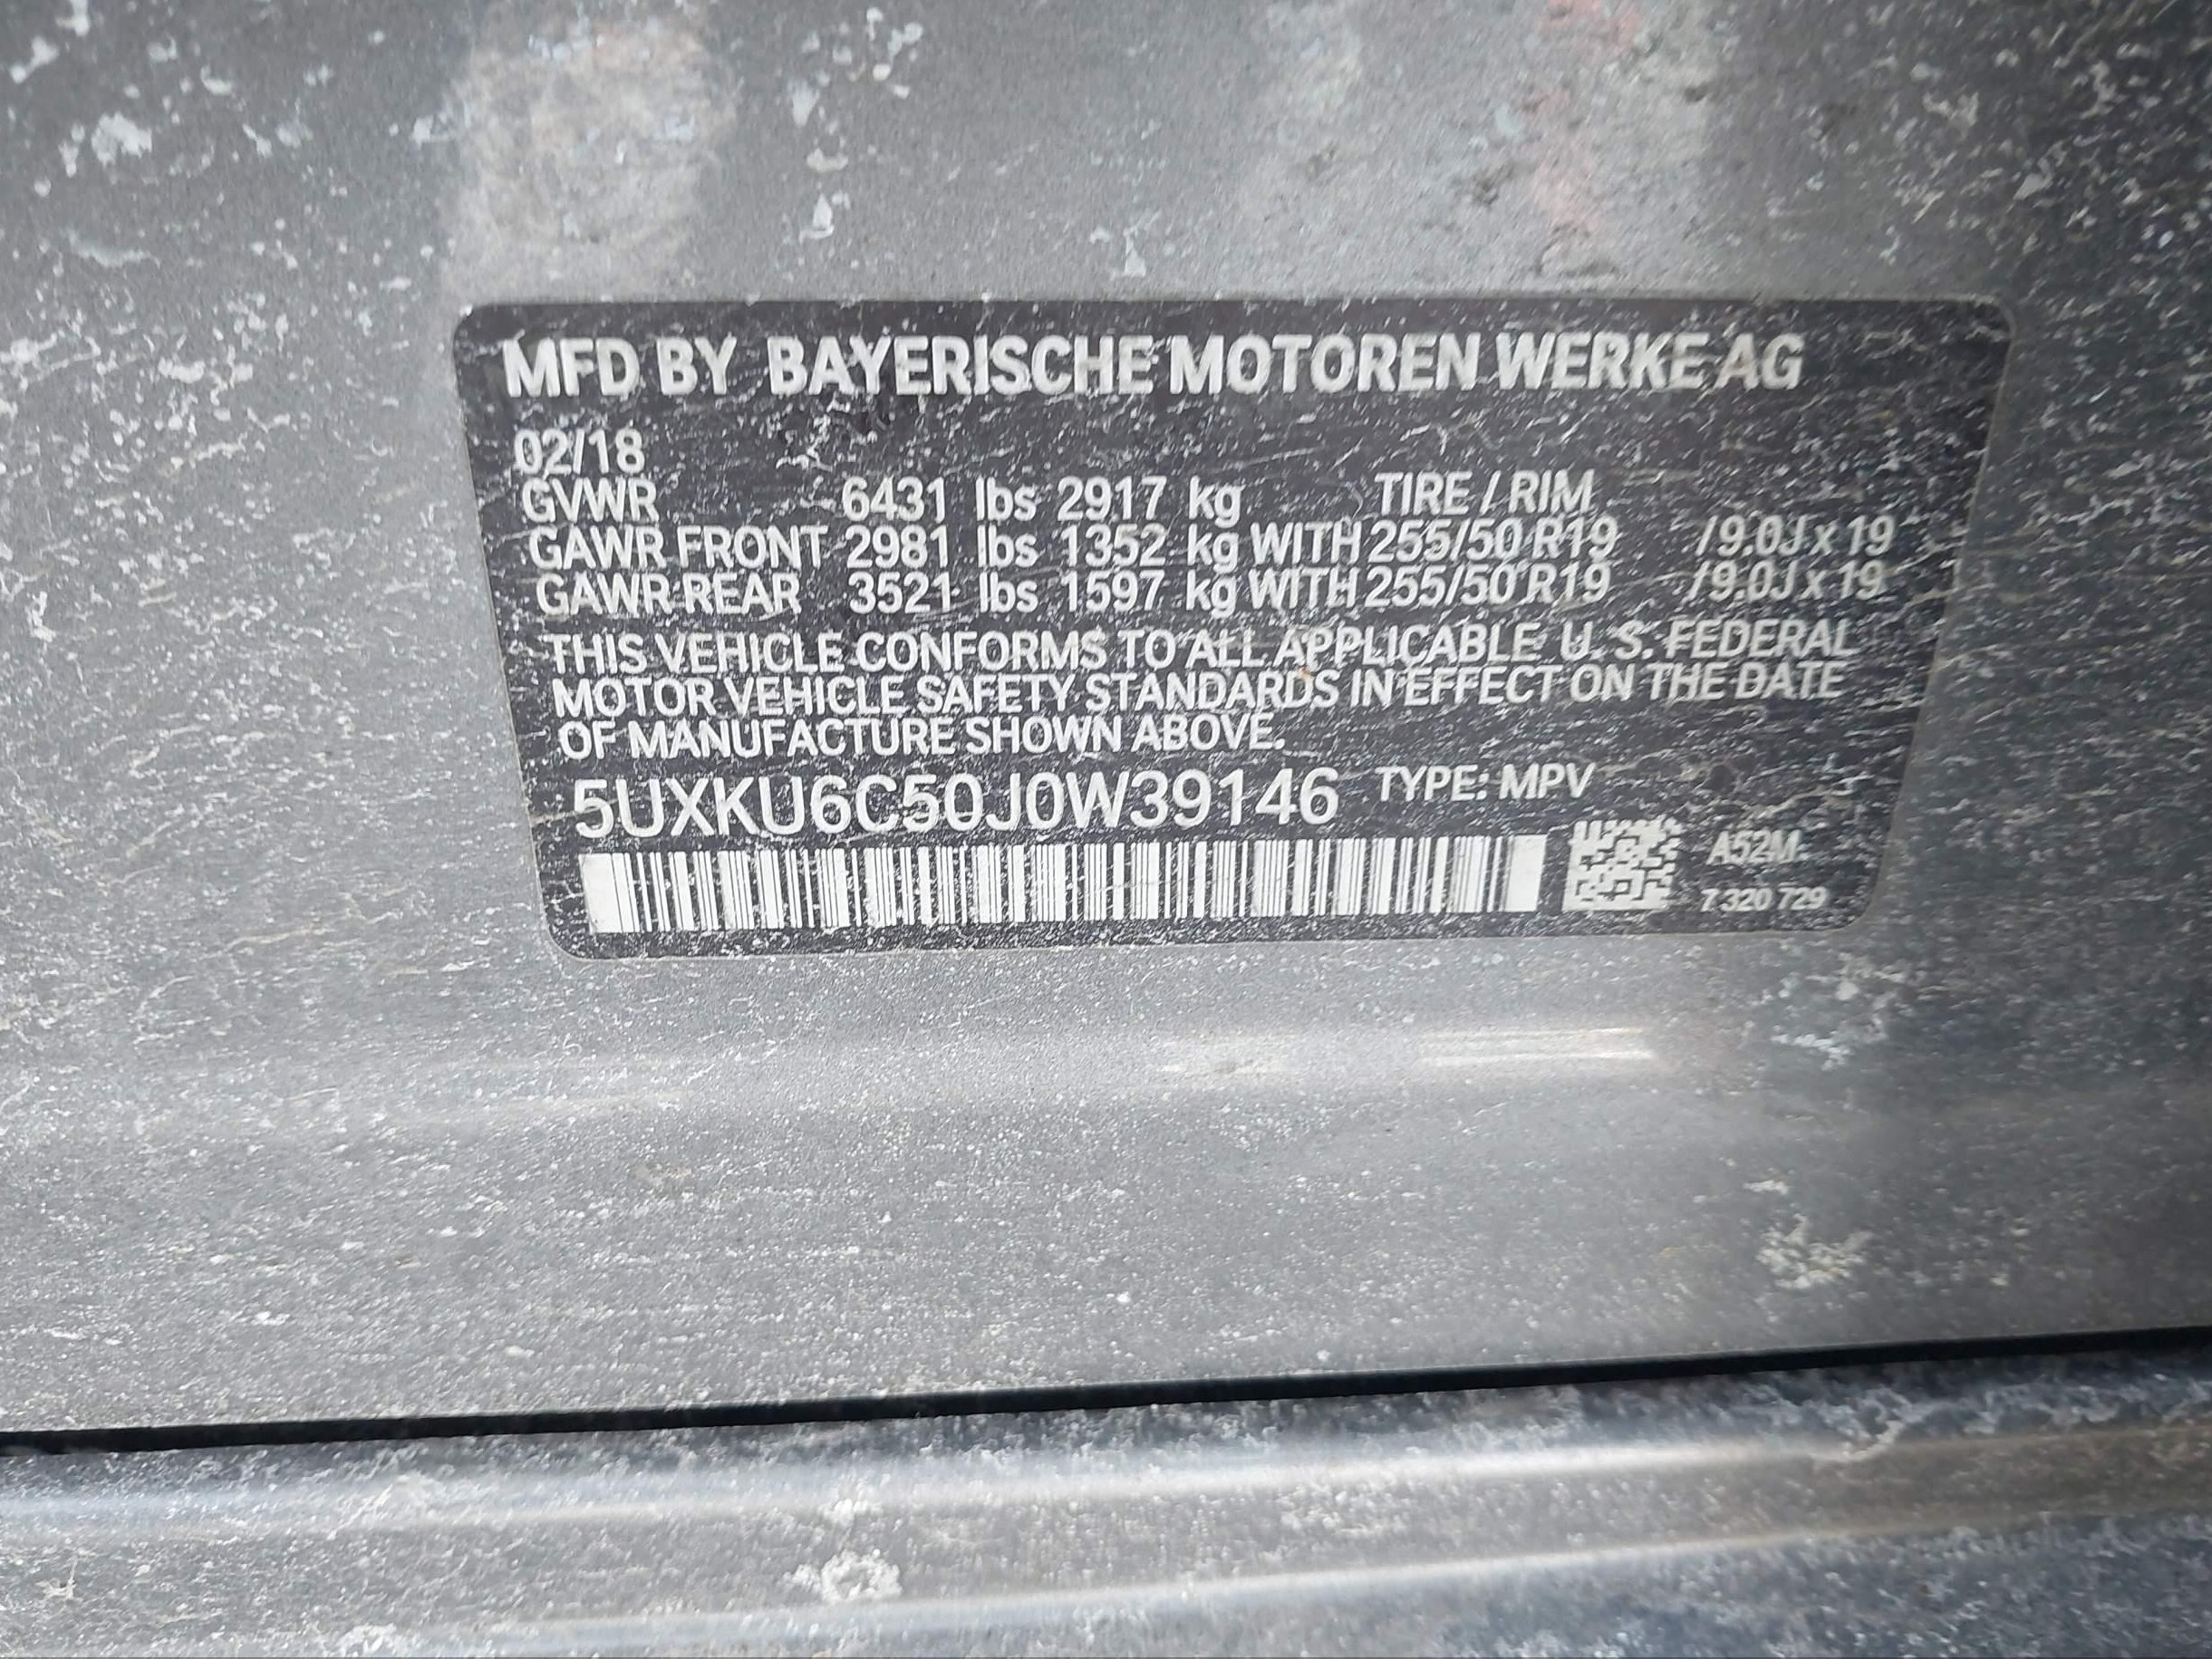 MFD BY BAYERISCHE MOTOREN WERKE AG
02/18
GVWR 6431 lbs 2917 kg TIRE / RIM
GAWR FRONT 2981 lbs 1352 kg WITH 255/50 R19 / 9.0J x 19
GAWR REAR 3521 lbs 1597 kg WITH 255/50 R19 / 9.0J x 19
THIS VEHICLE CONFORMS TO ALL APPLICABLE U. S. FEDERAL
MOTOR VEHICLE SAFETY STANDARDS IN EFFECT ON THE DATE
OF MANUFACTURE SHOWN ABOVE.
5UXKU6C50J0W39146 TYPE: MPV
A52M
7 320 729